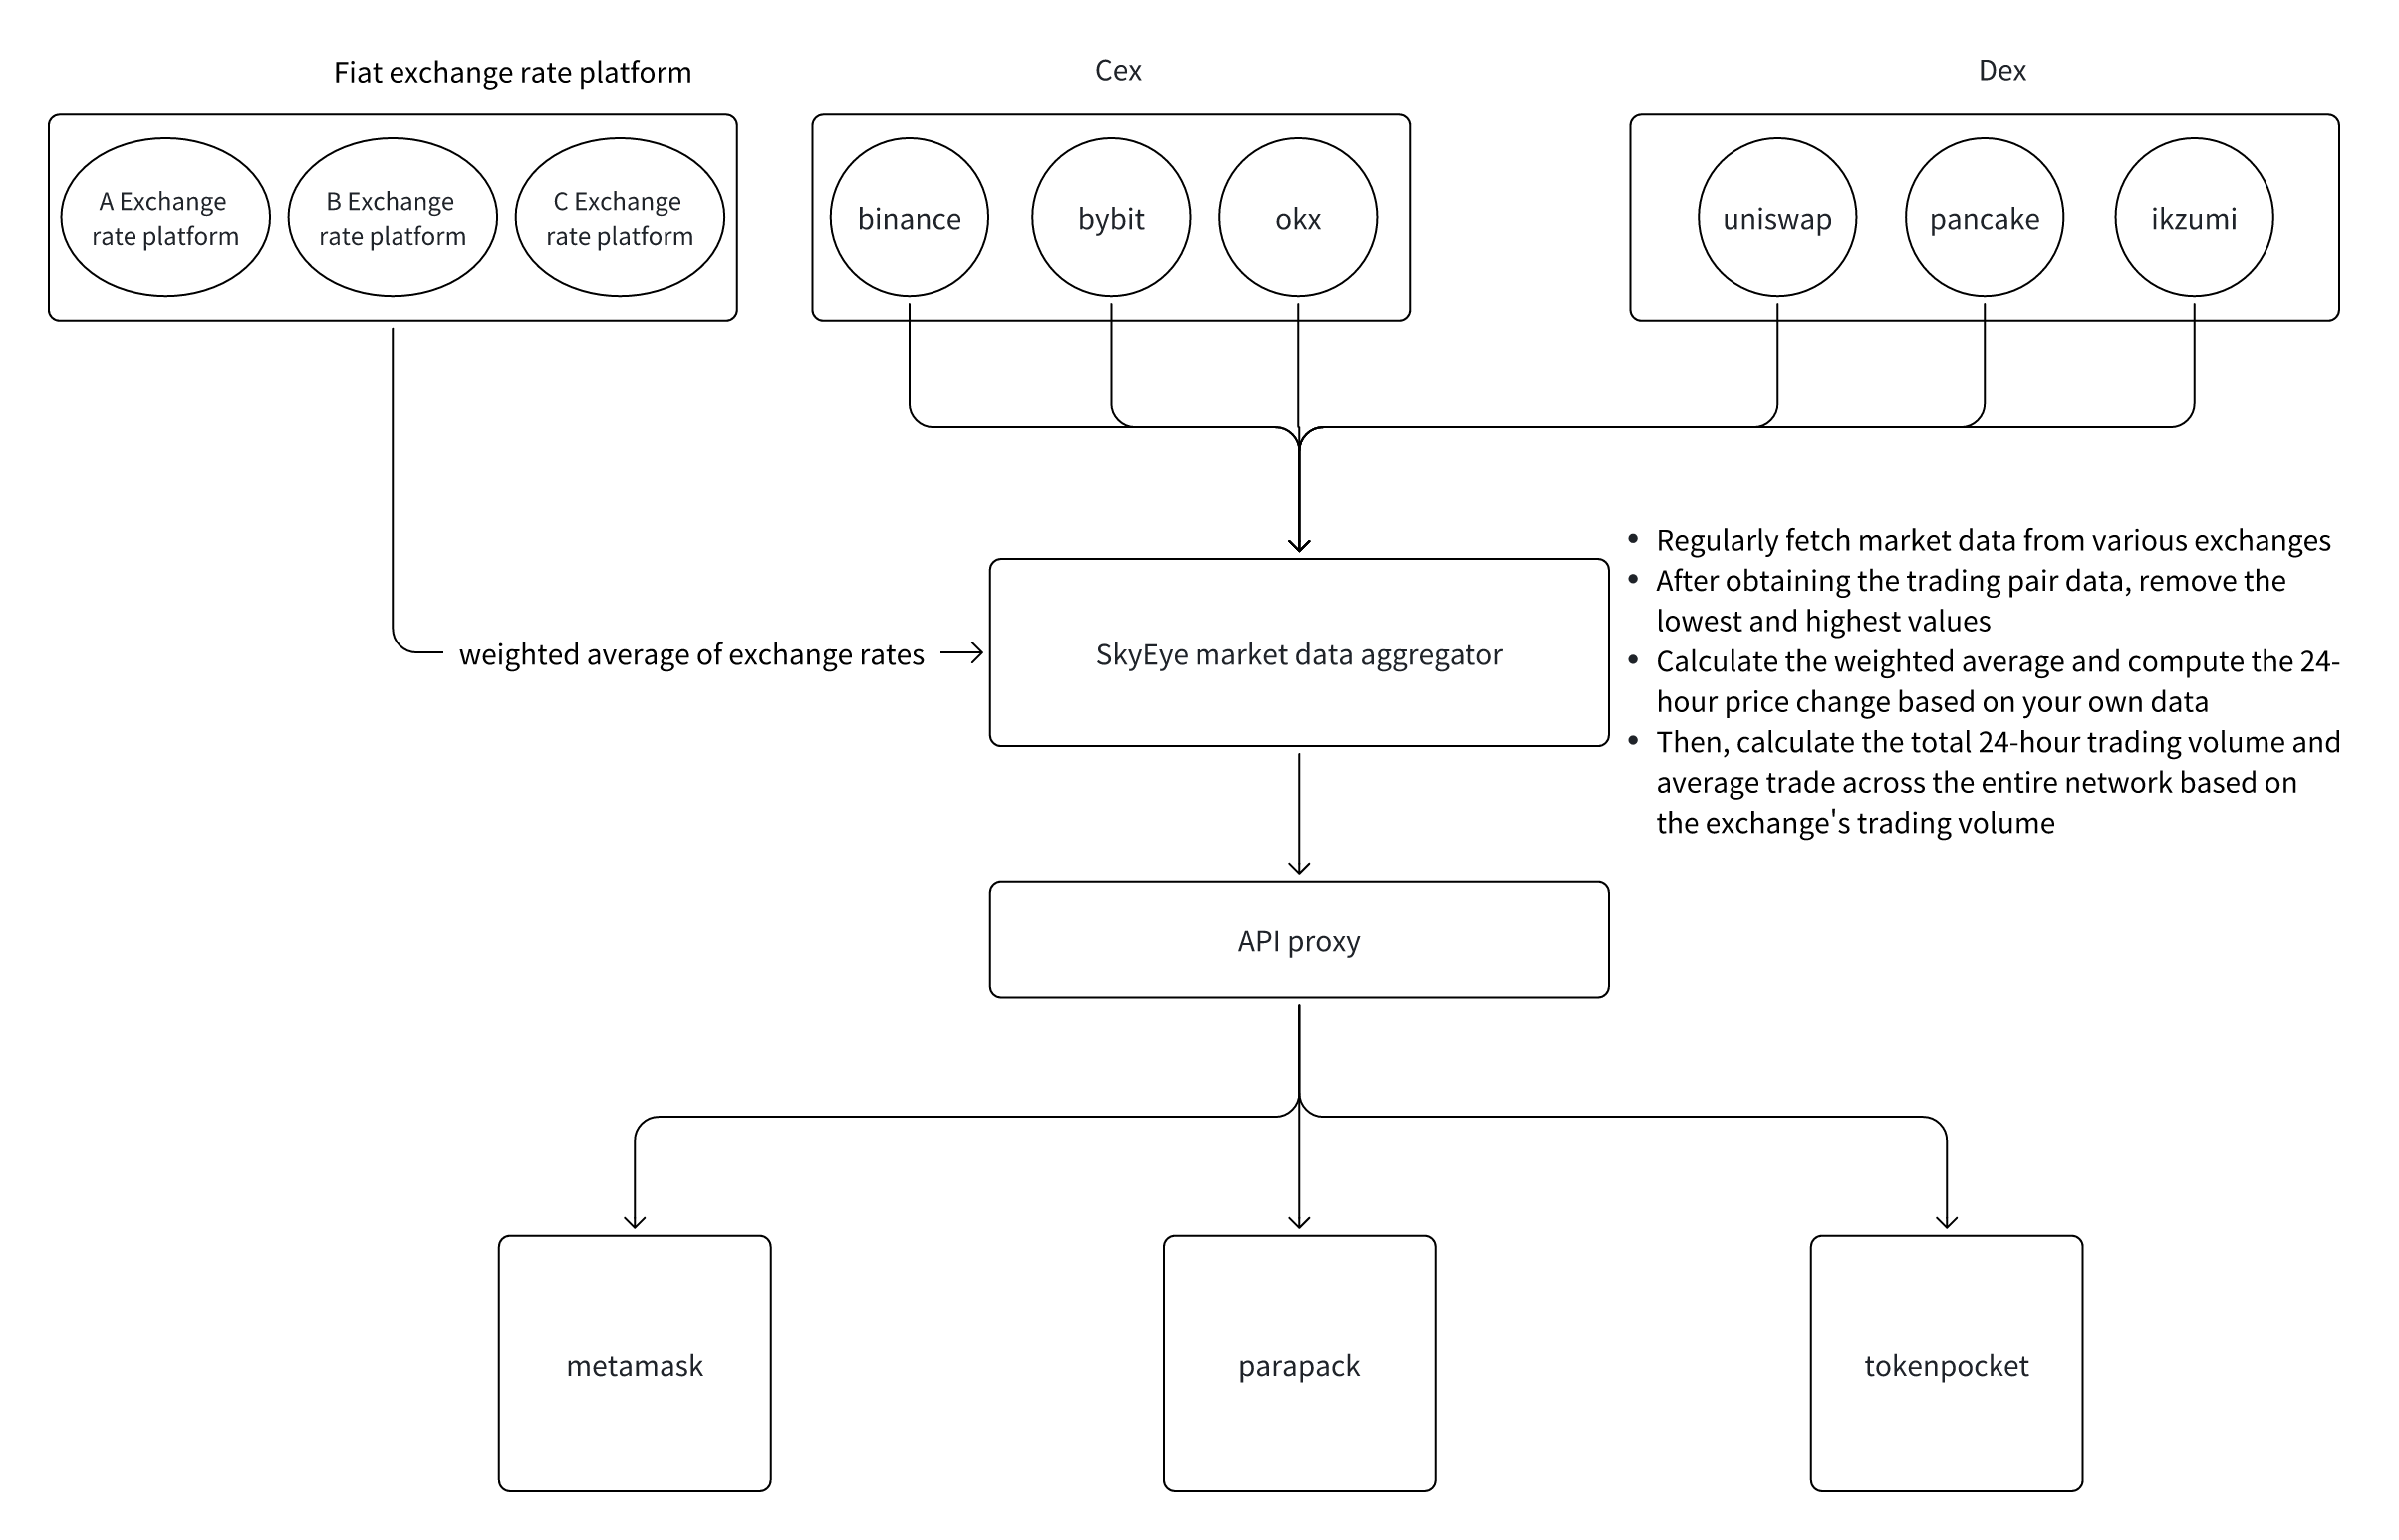 Fiat exchange rate platform
Cex
Dex
A Exchange
rate platform
B Exchange
rate platform
C Exchange
rate platform
binance
bybit
okx
uniswap
pancake
ikzumi
• Regularly fetch market data from various exchanges
• After obtaining the trading pair data, remove the
lowest and highest values
• Calculate the weighted average and compute the 24-
hour price change based on your own data
• Then, calculate the total 24-hour trading volume and
average trade across the entire network based on
the exchange's trading volume
weighted average of exchange rates
SkyEye market data aggregator
API proxy
metamask
parapack
tokenpocket